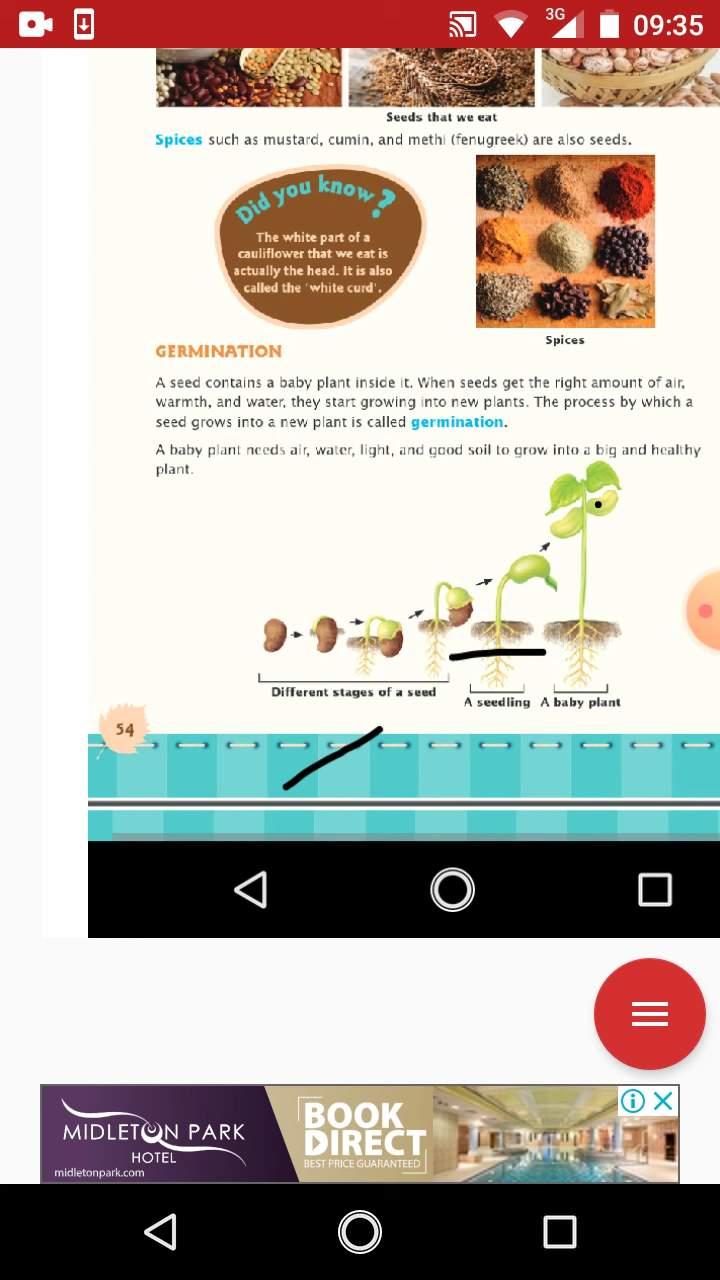 3G 09:35
Seeds that we eat
Spices such as mustard, cumin, and methi (fenugreek) are also seeds.
Did you know?
The white part of a
cauliflower that we eat is
actually the head. It is also
called the 'white curd'.
Spices
GERMINATION
A seed contains a baby plant inside it. When seeds get the right amount of air,
warmth, and water, they start growing into new plants. The process by which a
seed grows into a new plant is called germination.
A baby plant needs air, water, light, and good soil to grow into a big and healthy
plant.
Different stages of a seed
A seedling
A baby plant
54
MIDLETON PARK
HOTEL
midletonpark.com
BOOK
DIRECT
BEST PRICE GUARANTEED